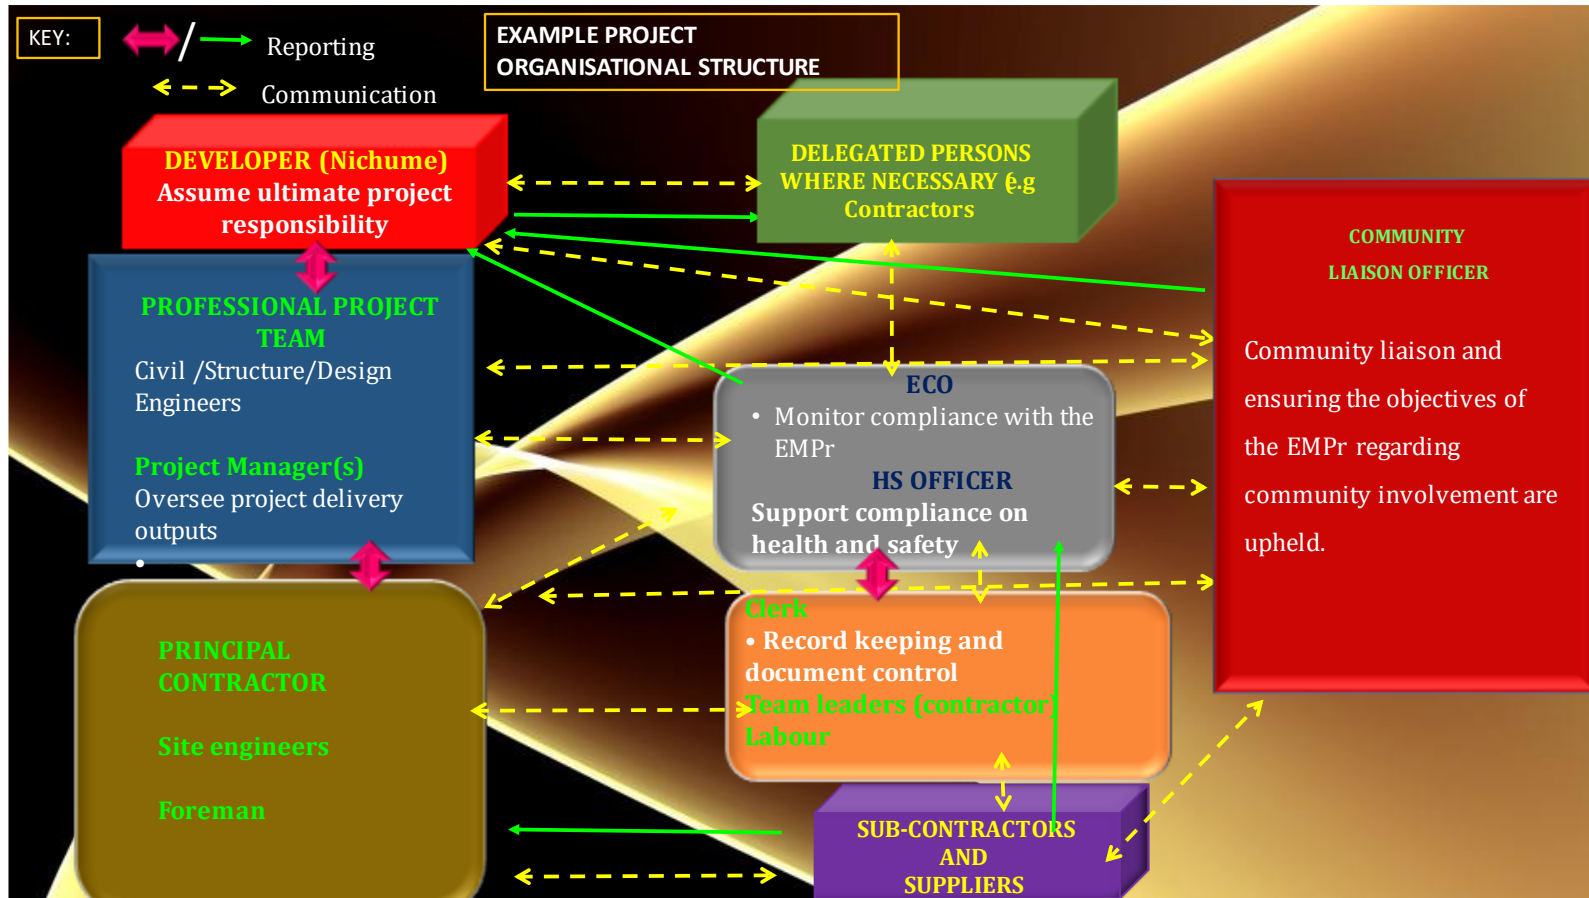 KEY:
/ Reporting
Communication
EXAMPLE PROJECT
ORGANISATIONAL STRUCTURE
DEVELOPER (Nichume)
Assume ultimate project
responsibility
DELEGATED PERSONS
WHERE NECESSARY (e.g
Contractors
PROFESSIONAL PROJECT
TEAM
Civil /Structure/Design
Engineers
Project Manager(s)
Oversee project delivery
outputs
•
COMMUNITY
LIAISON OFFICER
Community liaison and
ensuring the objectives of
the EMPr regarding
community involvement are
upheld.
ECO
• Monitor compliance with the
EMPr
HS OFFICER
Support compliance on
health and safety
PRINCIPAL
CONTRACTOR
Site engineers
Foreman
Clerk
• Record keeping and
document control
Team leaders (contractor)
Labour
SUB-CONTRACTORS
AND
SUPPLIERS